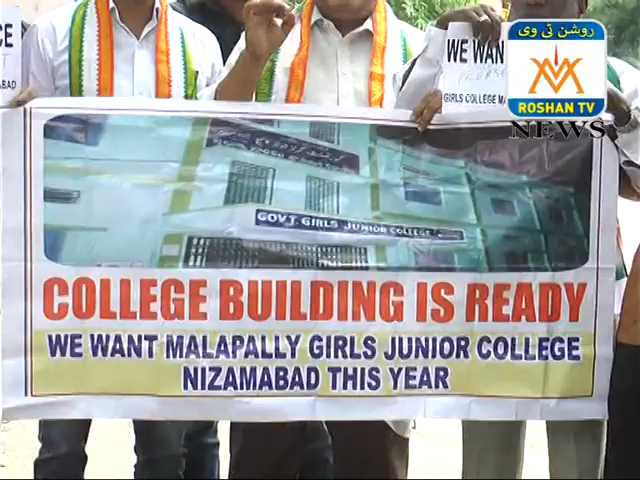 روشن ٹی وی
ROSHAN TV
NEWS
WE WANT
PLEASE
GIRLS COLLEGE
GOVT. GIRLS JUNIOR COLLEGE
COLLEGE BUILDING IS READY
WE WANT MALAPALLY GIRLS JUNIOR COLLEGE
NIZAMABAD THIS YEAR